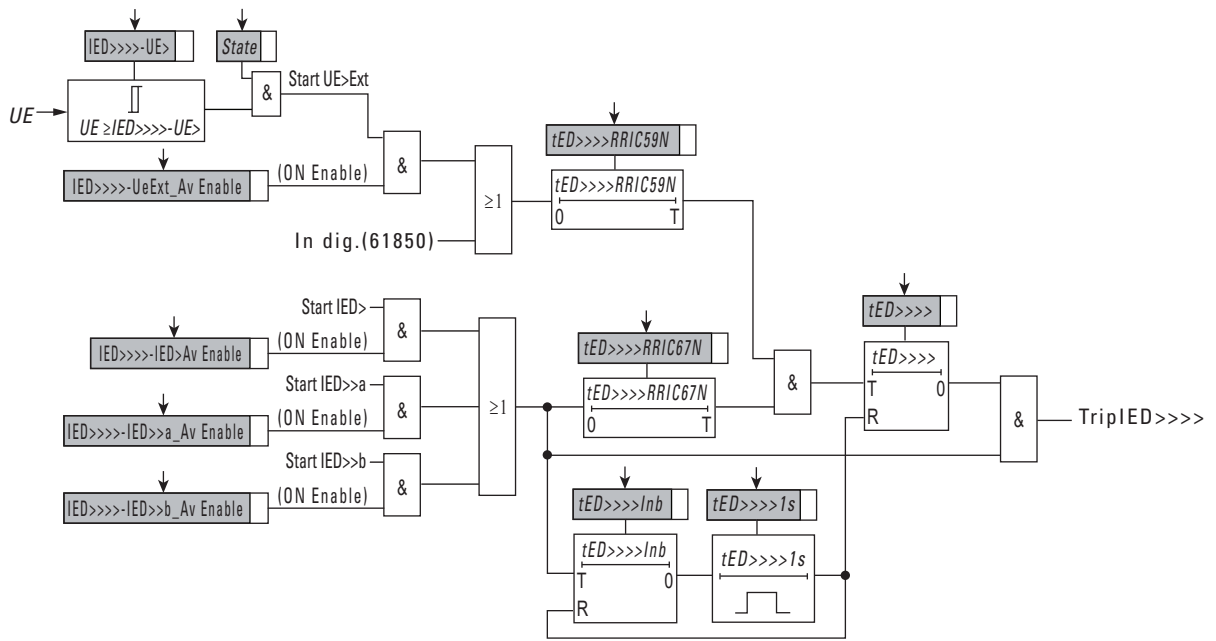 IED>>>>-UE>
State
Start UE>Ext
&
UE
UE ≥IED>>>>-UE>
IED>>>>-UeExt_Av Enable
(ON Enable)
&
≥1
In dig.(61850)
tED>>>>RRIC59N
tED>>>>RRIC59N
0 T
Start IED>
IED>>>>-IED>Av Enable
(ON Enable)
&
Start IED>>a
IED>>>>-IED>>a_Av Enable
(ON Enable)
&
Start IED>>b
IED>>>>-IED>>b_Av Enable
(ON Enable)
&
≥1
tED>>>>RRIC67N
tED>>>>RRIC67N
0 T
&
tED>>>>
tED>>>>
T 0
R
&
TripIED>>>>
tED>>>>Inb
tED>>>>Inb
T 0
R
tED>>>>1s
tED>>>>1s